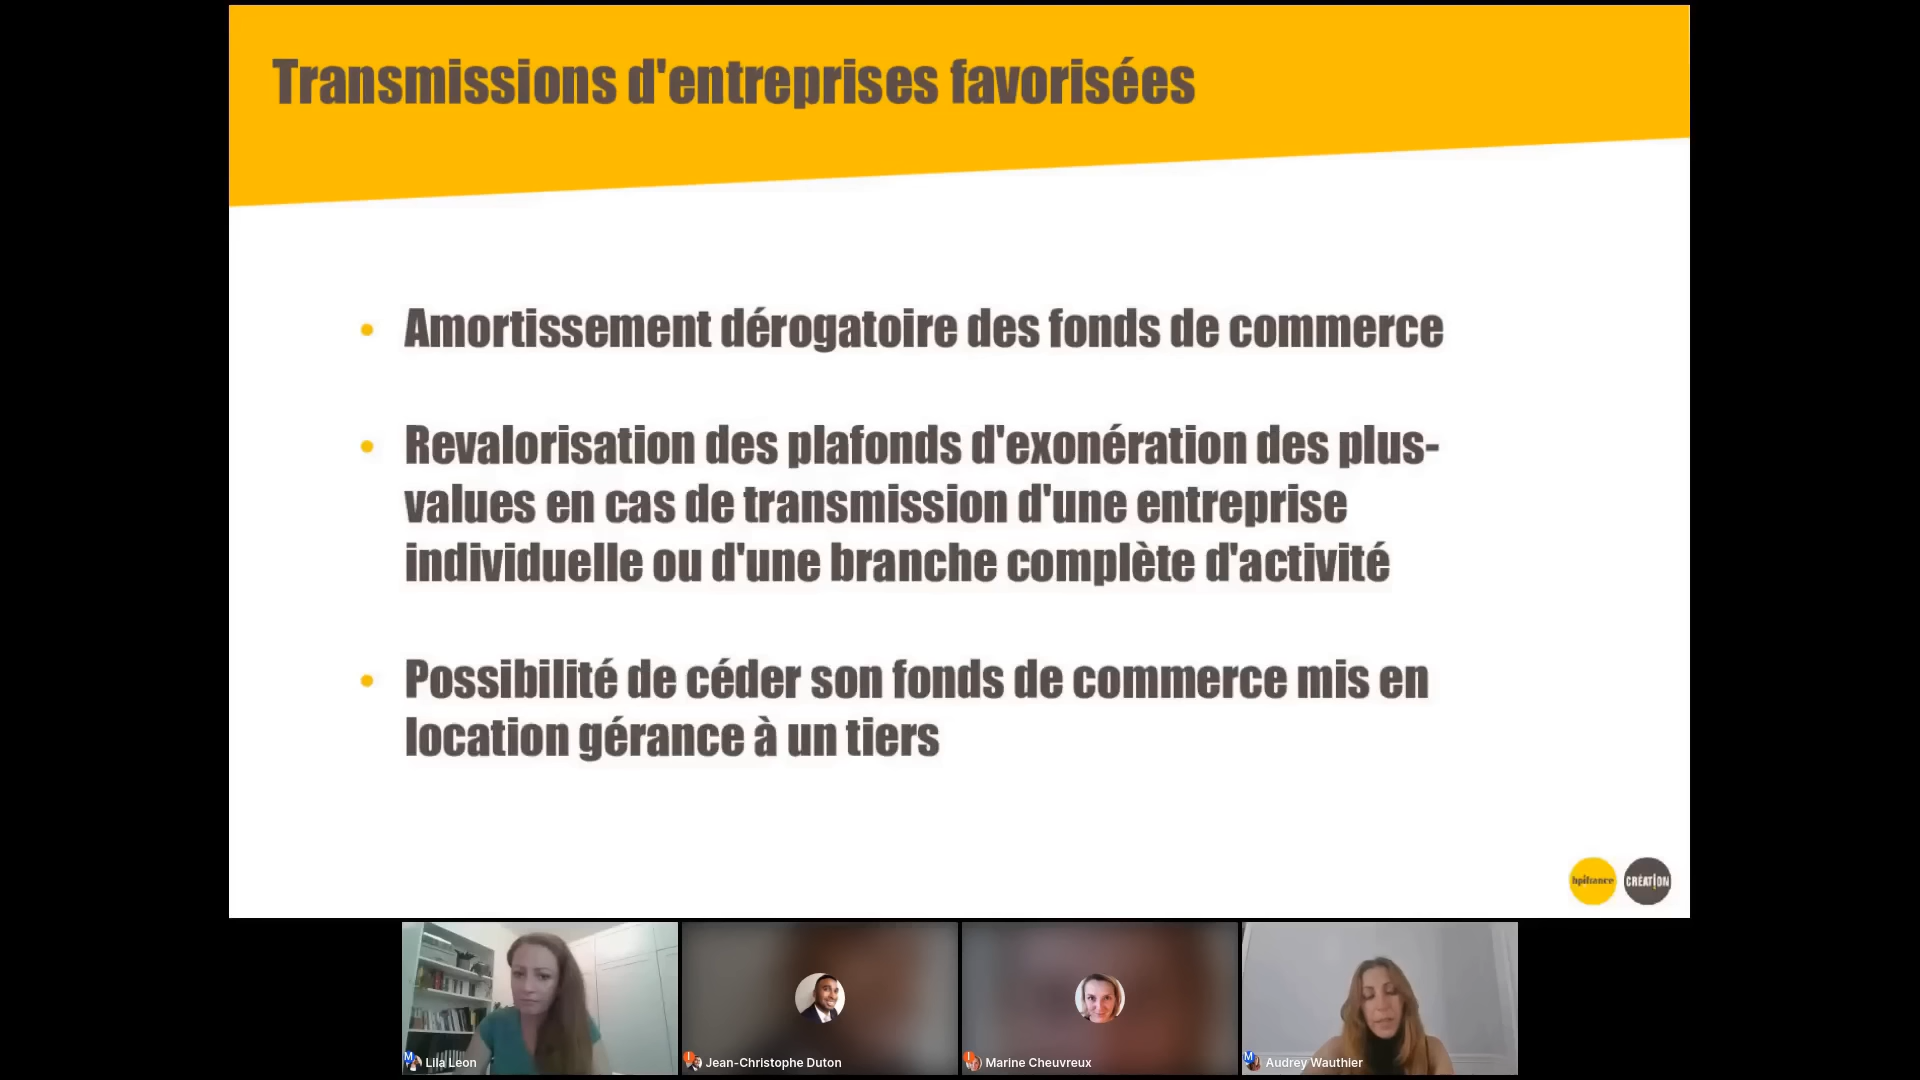 Transmissions d'entreprises favorisées
• Amortissement dérogatoire des fonds de commerce
• Revalorisation des plafonds d'exonération des plus-
values en cas de transmission d'une entreprise
individuelle ou d'une branche complète d'activité
• Possibilité de céder son fonds de commerce mis en
location gérance à un tiers
bpifrance CRÉATION
M Lila Leon
I Jean-Christophe Duton
I Marine Cheuvreux
M Audrey Wauthier